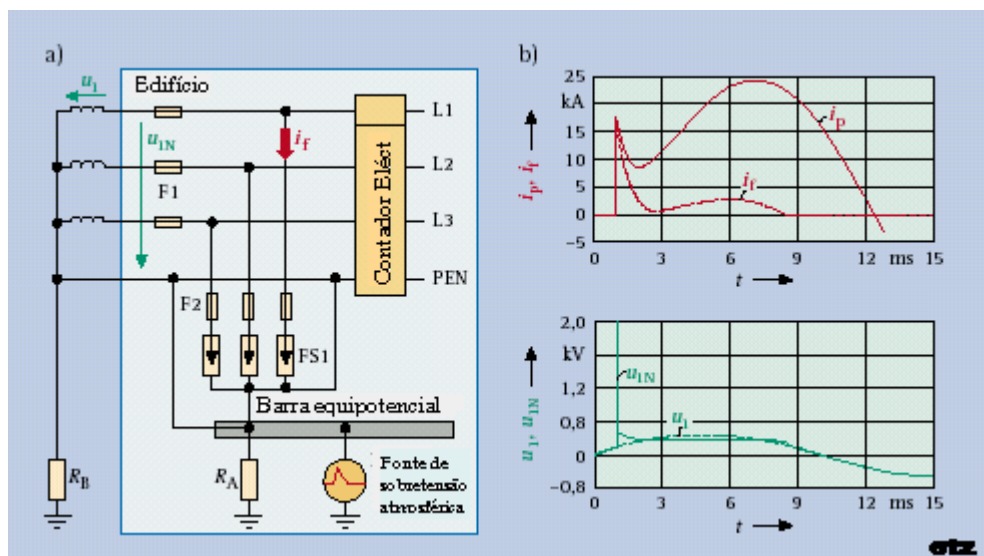 a)
Edifício
u1
u1N
F1
if
L1
L2
L3
PEN
Contador Eléct
F2
FS1
Barra equipotencial
RB
RA
Fonte de
sobretensão
atmosférica
b)
25
kA
15
10
5
0
−5
ip, if
ip
if
0 3 6 9 12 ms 15
t
2,0
kV
1,2
0,8
0
−0,8
u1, u1N
u1N
u1
0 3 6 9 12 ms 15
t
etz